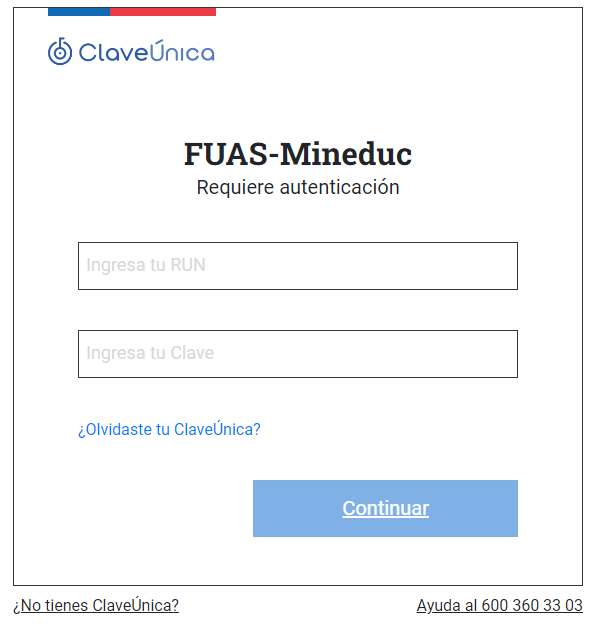 ClaveÚnica
FUAS-Mineduc
Requiere autenticación
Ingresa tu RUN
Ingresa tu Clave
¿Olvidaste tu ClaveÚnica?
Continuar
¿No tienes ClaveÚnica?
Ayuda al 600 360 33 03